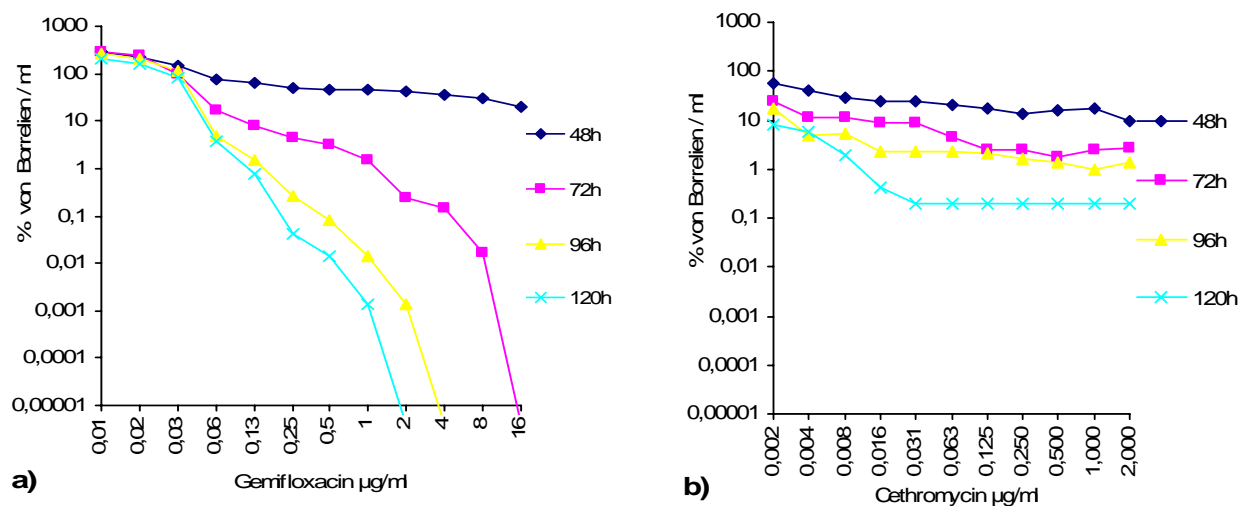 1000
100
10
1
0,1
0,01
0,001
0,0001
0,00001
% von Borrelien / ml
48h
72h
96h
120h
0,01
0,02
0,03
0,06
0,13
0,25
0,5
1
2
4
8
16
Gemifloxacin µg/ml
a)
1000
100
10
1
0,1
0,01
0,001
0,0001
0,00001
% von Borrelien / ml
48h
72h
96h
120h
0,002
0,004
0,008
0,016
0,031
0,063
0,125
0,250
0,500
1,000
2,000
Cethromycin µg/ml
b)